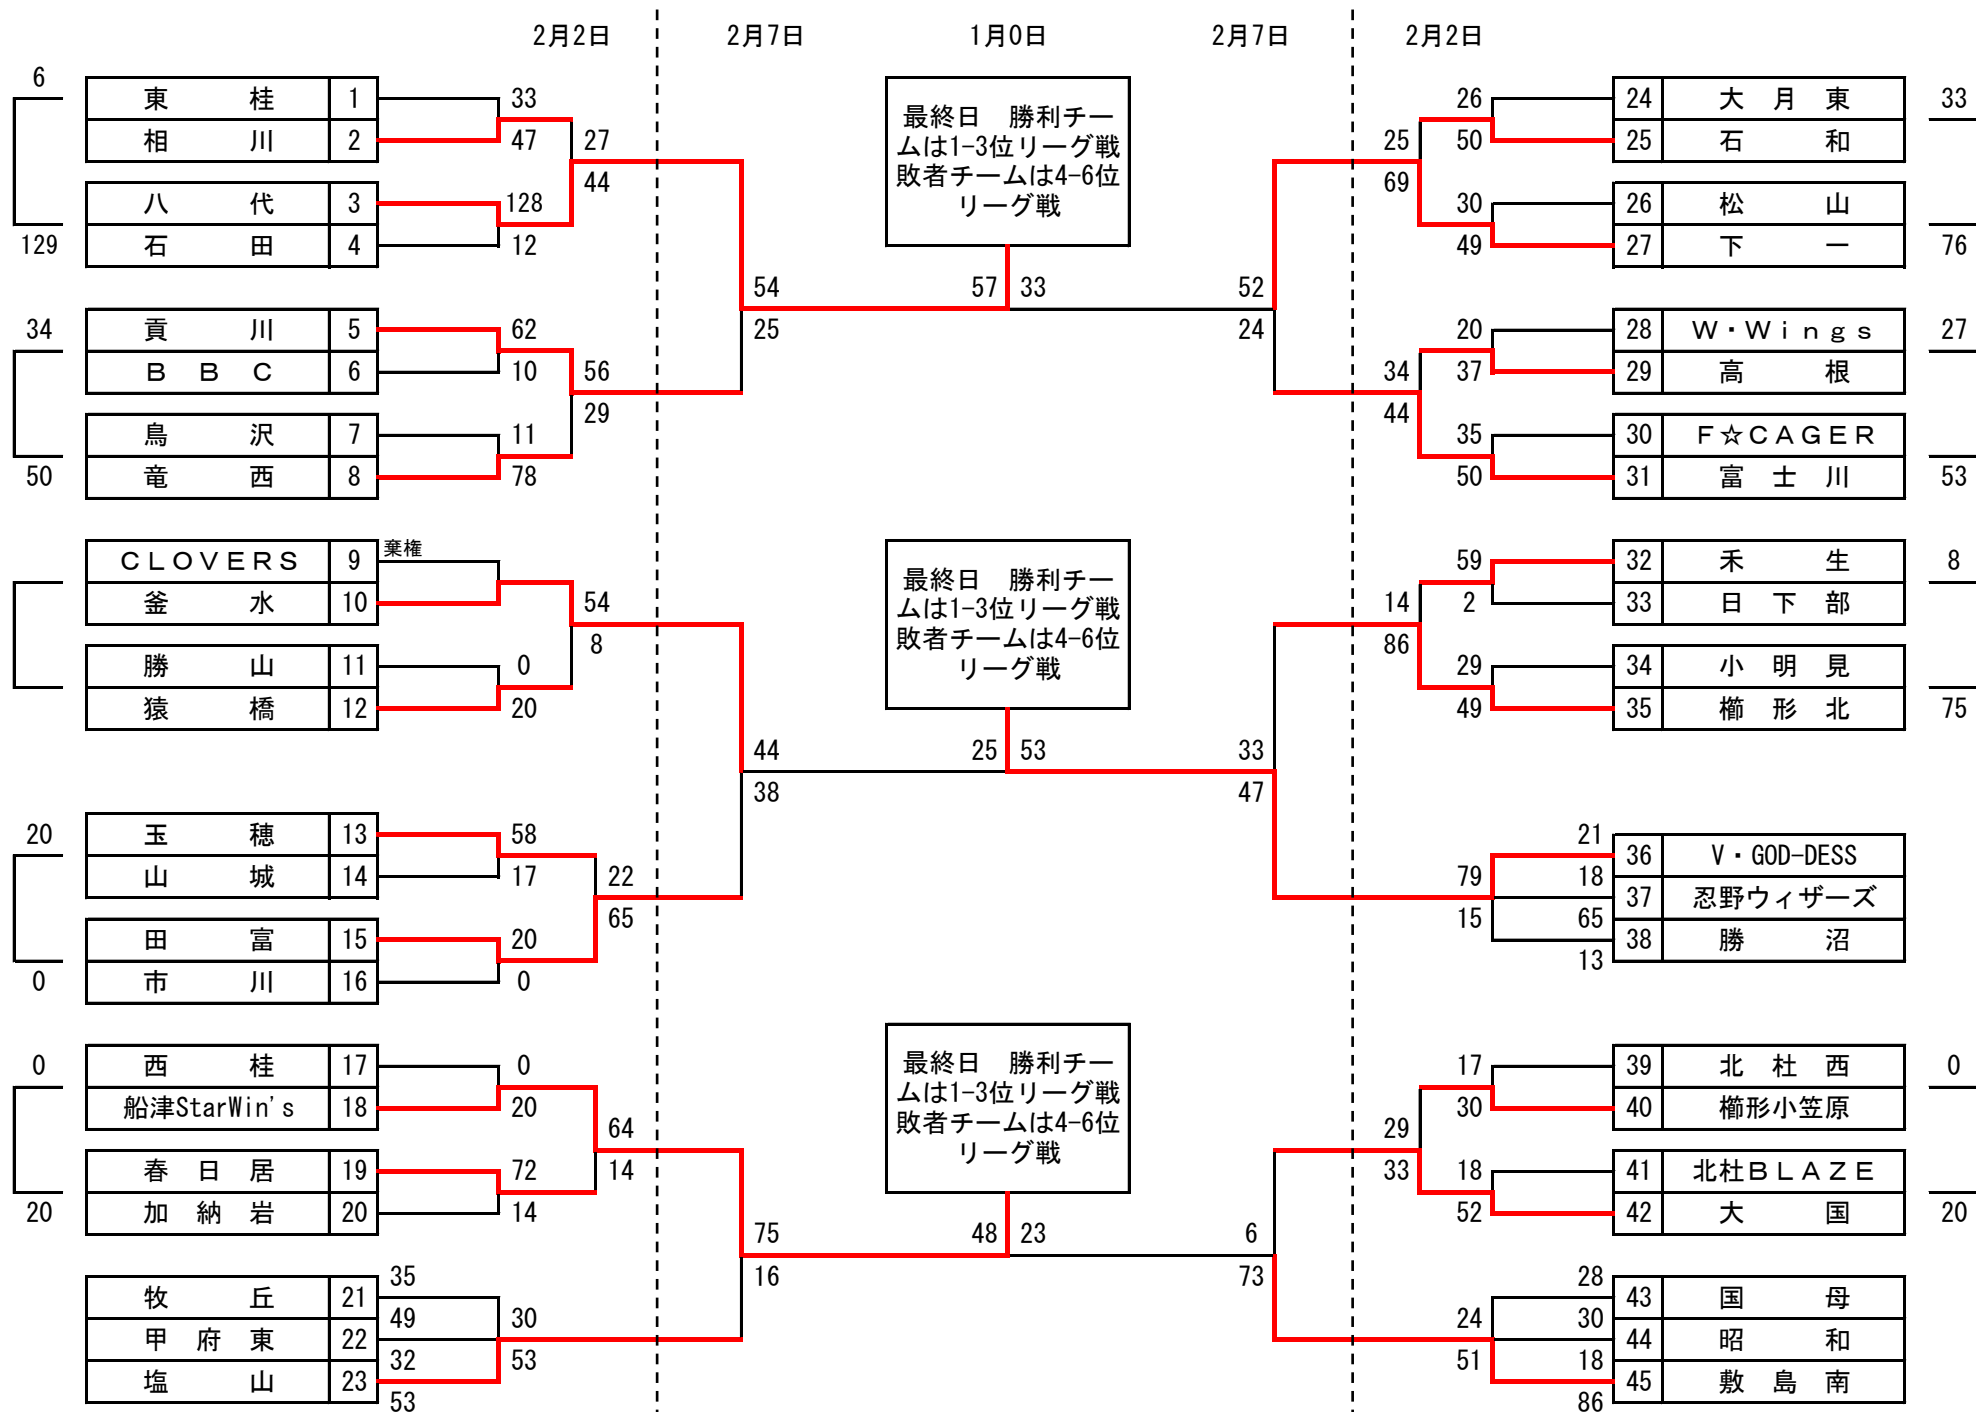 2月2日 2月7日 1月0日 2月7日 2月2日
6
東桂 1 33
相川 2 47
27
44
八代 3 128
石田 4 12
129
54
25
34
貢川 5 62
BBC 6 10
56
29
鳥沢 7 11
竜西 8 78
50
CLOVERS 9 棄権
釜水 10
54
8
勝山 11 0
猿橋 12 20
44
38
20
玉穂 13 58
山城 14 17
22
65
田富 15 20
市川 16 0
0
0
西桂 17 0
船津StarWin's 18 20
64
14
春日居 19 72
加納岩 20 14
20
75
16
35
牧丘 21
49
甲府東 22
32
塩山 23
53
30
53
最終日 勝利チー
ムは1-3位リーグ戦
敗者チームは4-6位
リーグ戦
57 33
最終日 勝利チー
ムは1-3位リーグ戦
敗者チームは4-6位
リーグ戦
25 53
最終日 勝利チー
ムは1-3位リーグ戦
敗者チームは4-6位
リーグ戦
48 23
26 24 大月東 33
50 25 石和
25
69
30 26 松山
49 27 下一 76
52
24
20 28 W・Wings 27
37 29 高根
34
44
35 30 F☆CAGER
50 31 富士川 53
59 32 禾生 8
2 33 日下部
14
86
29 34 小明見
49 35 櫛形北 75
33
47
21
36 V・GOD-DESS
18
37 忍野ウィザーズ
65
38 勝沼
13
79
15
17 39 北杜西 0
30 40 櫛形小笠原
29
33
18 41 北杜BLAZE
52 42 大国 20
6
73
28
43 国母
30
44 昭和
18
45 敷島南
86
24
51